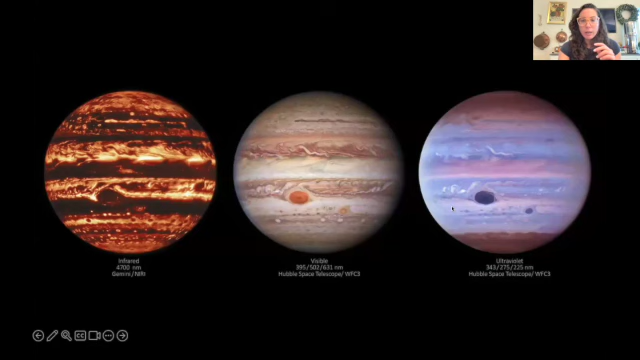 Infrared
4700 nm
Gemini/NIRI
Visible
395/502/631 nm
Hubble Space Telescope/ WFC3
Ultraviolet
343/275/225 nm
Hubble Space Telescope/ WFC3
CC